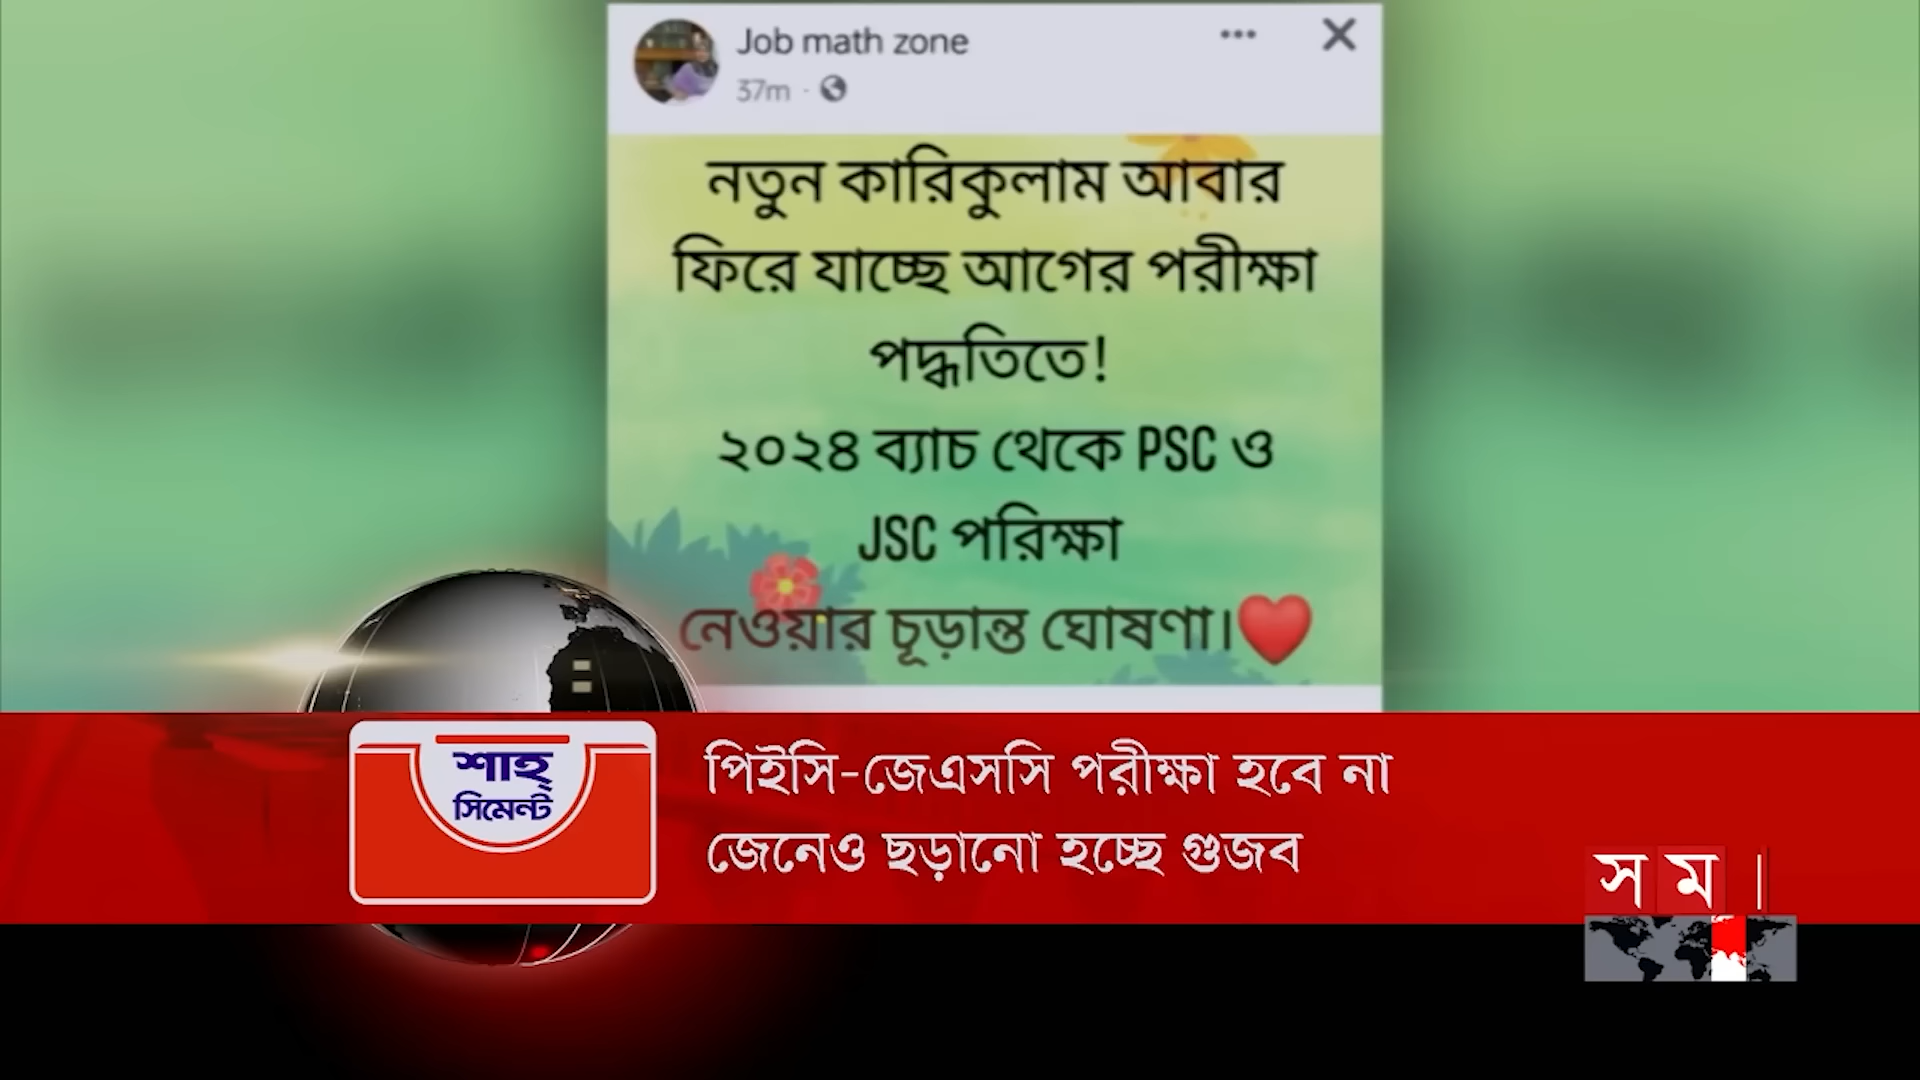 Job math zone
37m
নতুন কারিকুলাম আবার
ফিরে যাচ্ছে আগের পরীক্ষা
পদ্ধতিতে!
২০২৪ ব্যাচ থেকে PSC ও
JSC পরিক্ষা
নেওয়ার চূড়ান্ত ঘোষণা।
শাহ্
সিমেন্ট
পিইসি-জেএসসি পরীক্ষা হবে না
জেনেও ছড়ানো হচ্ছে গুজব
সম